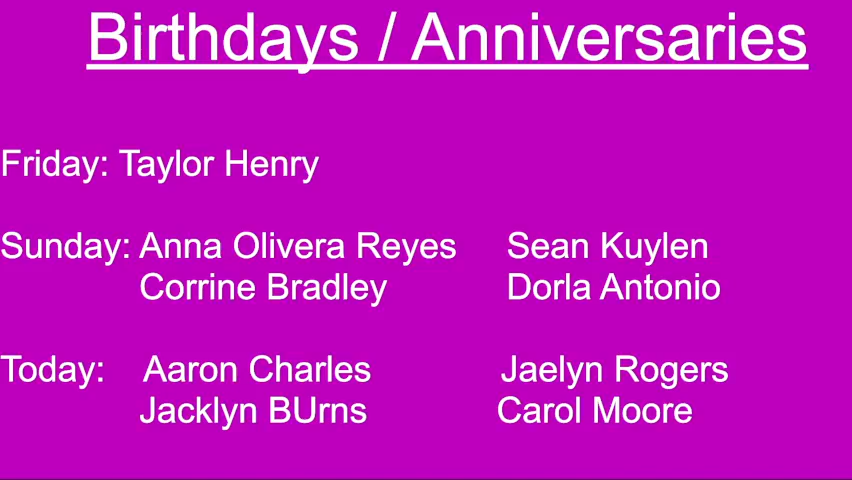 Birthdays / Anniversaries
Friday: Taylor Henry
Sunday: Anna Olivera Reyes Sean Kuylen
Corrine Bradley Dorla Antonio
Today: Aaron Charles Jaelyn Rogers
Jacklyn BUrns Carol Moore